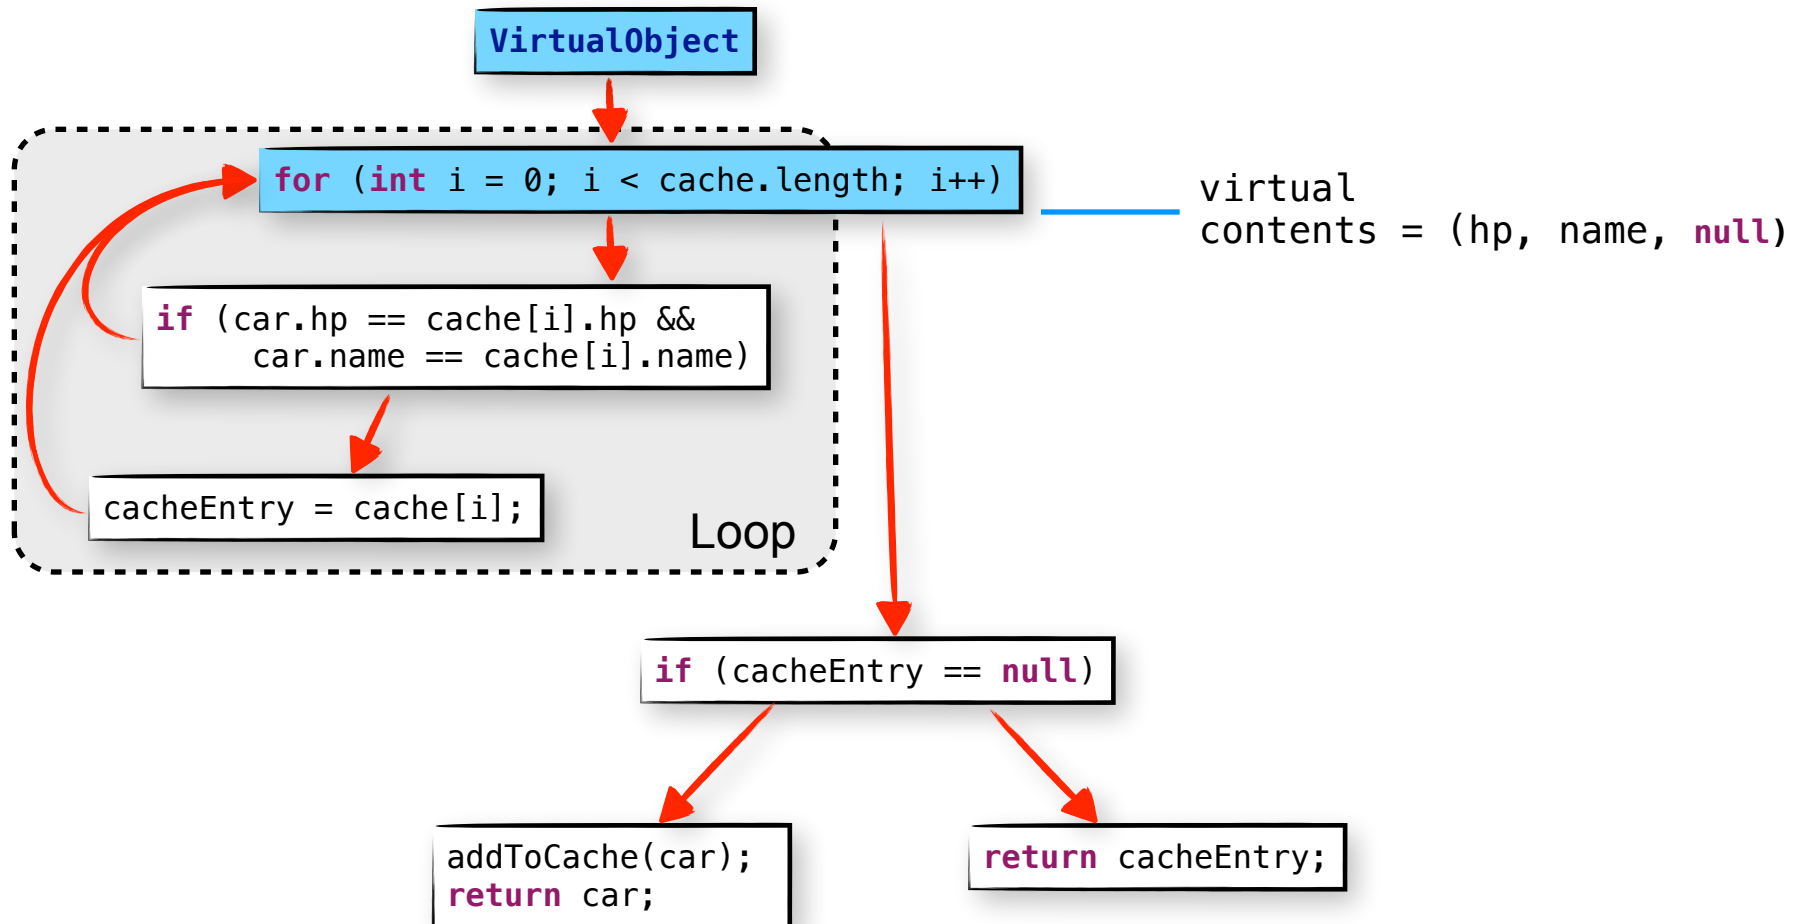 VirtualObject
for (int i = 0; i < cache.length; i++)
virtual
contents = (hp, name, null)
if (car.hp == cache[i].hp &&
car.name == cache[i].name)
cacheEntry = cache[i];
Loop
if (cacheEntry == null)
addToCache(car);
return car;
return cacheEntry;